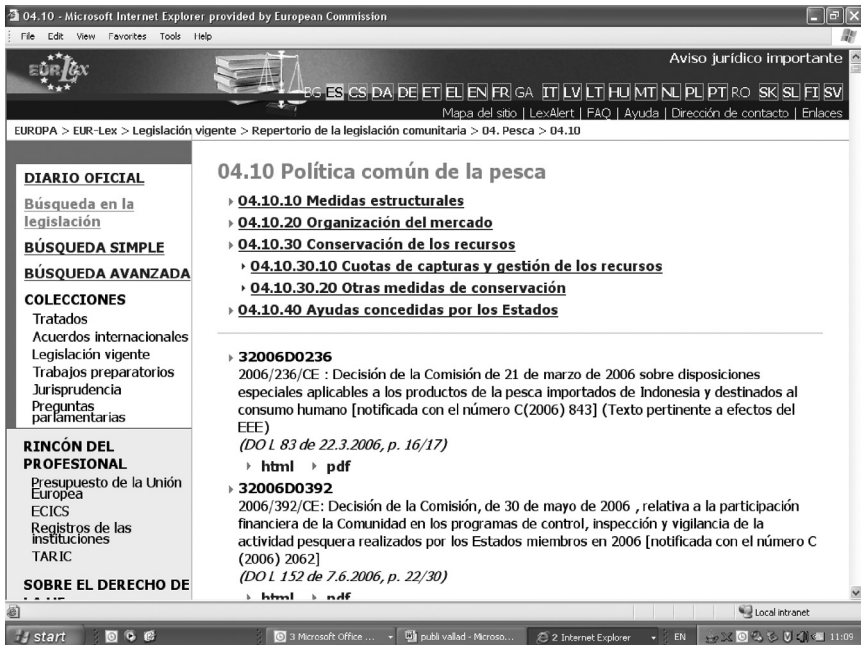 04.10 - Microsoft Internet Explorer provided by European Commission
File Edit View Favorites Tools Help
EUR-Lex
Aviso jurídico importante
BG ES CS DA DE ET EL EN FR GA IT LV LT HU MT NL PL PT RO SK SL FI SV
Mapa del sitio | LexAlert | FAQ | Ayuda | Dirección de contacto | Enlaces
EUROPA > EUR-Lex > Legislación vigente > Repertorio de la legislación comunitaria > 04. Pesca > 04.10
DIARIO OFICIAL
Búsqueda en la
legislación
BÚSQUEDA SIMPLE
BÚSQUEDA AVANZADA
COLECCIONES
Tratados
Acuerdos internacionales
Legislación vigente
Trabajos preparatorios
Jurisprudencia
Preguntas
parlamentarias
RINCÓN DEL
PROFESIONAL
Presupuesto de la Unión
Europea
ECICS
Registros de las
instituciones
TARIC
SOBRE EL DERECHO DE
LA UE
04.10 Política común de la pesca
04.10.10 Medidas estructurales
04.10.20 Organización del mercado
04.10.30 Conservación de los recursos
04.10.30.10 Cuotas de capturas y gestión de los recursos
04.10.30.20 Otras medidas de conservación
04.10.40 Ayudas concedidas por los Estados
32006D0236
2006/236/CE : Decisión de la Comisión de 21 de marzo de 2006 sobre disposiciones
especiales aplicables a los productos de la pesca importados de Indonesia y destinados al
consumo humano [notificada con el número C(2006) 843] (Texto pertinente a efectos del
EEE)
(DO L 83 de 22.3.2006, p. 16/17)
html pdf
32006D0392
2006/392/CE: Decisión de la Comisión, de 30 de mayo de 2006 , relativa a la participación
financiera de la Comunidad en los programas de control, inspección y vigilancia de la
actividad pesquera realizados por los Estados miembros en 2006 [notificada con el número C
(2006) 2062]
(DO L 152 de 7.6.2006, p. 22/30)
html pdf
Local intranet
start 3 Microsoft Office ... publi vallad - Microso... 2 Internet Explorer EN 11:09